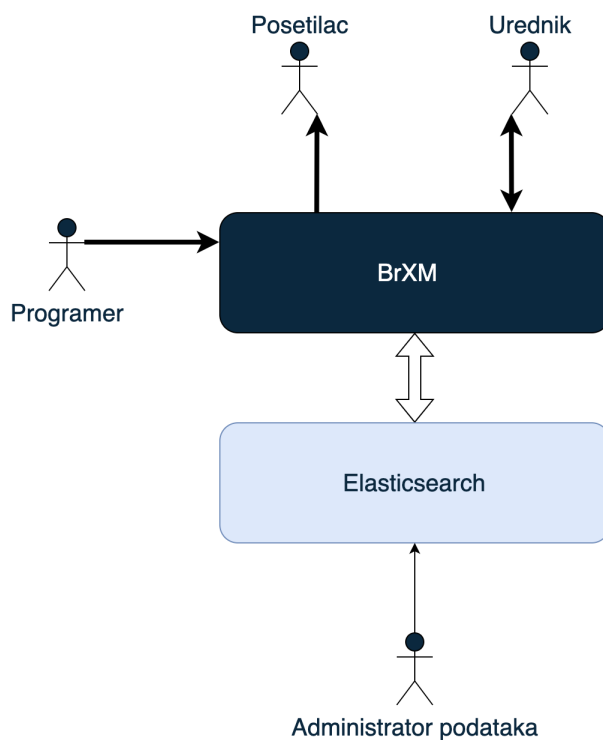 Posetilac
Urednik
BrXM
Programer
Elasticsearch
Administrator podataka